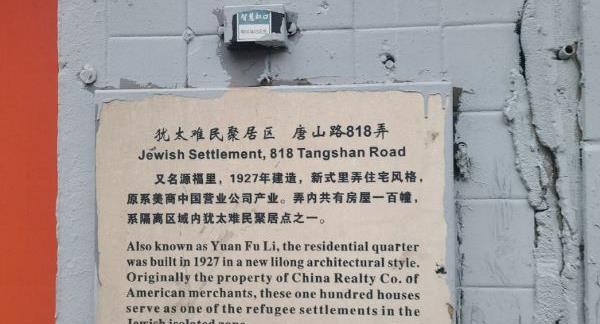 犹太难民聚居区 唐山路818弄
Jewish Settlement, 818 Tangshan Road
又名源福里，1927年建造，新式里弄住宅风格，
原系美商中国营业公司产业。弄内共有房屋一百幢，
系隔离区域内犹太难民聚居点之一。
Also known as Yuan Fu Li, the residential quarter
was built in 1927 in a new lilong architectural style.
Originally the property of China Realty Co. of
American merchants, these one hundred houses
serve as one of the refugee settlements in the
Jewish isolated zone.